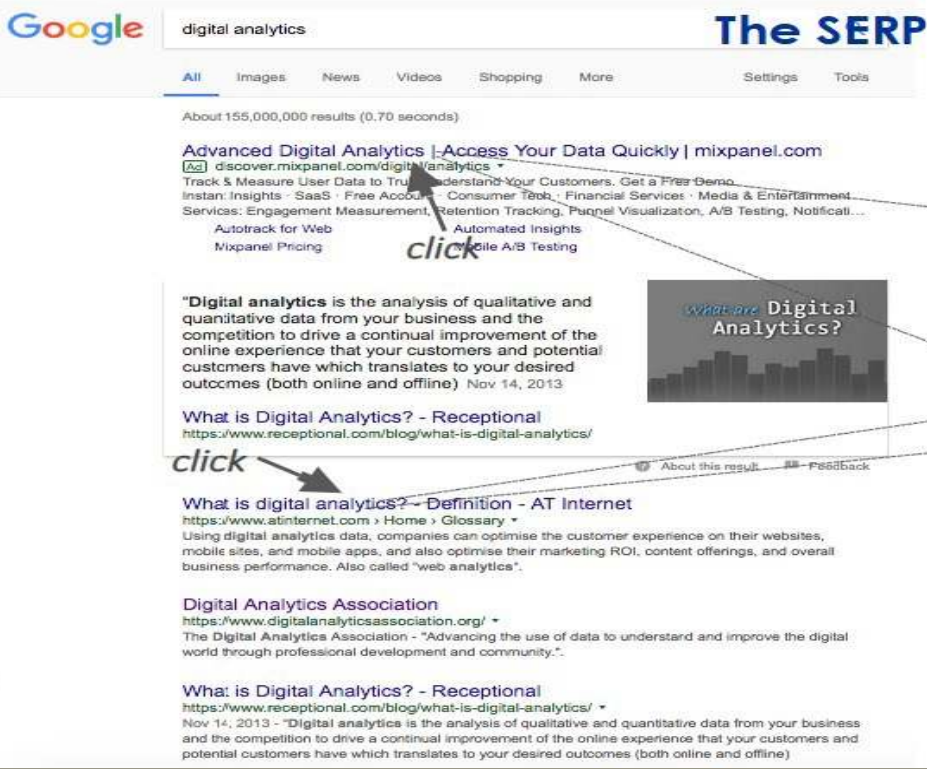 Google
digital analytics
The SERP
All Images News Videos Shopping More Settings Tools
About 155,000,000 results (0.70 seconds)
Advanced Digital Analytics | Access Your Data Quickly | mixpanel.com
Ad discover.mixpanel.com/digital/analytics
Track & Measure User Data to Truly Understand Your Customers. Get a Free Demo
Instant Insights · SaaS · Free Account · Consumer Tech · Financial Services · Media & Entertainment
Services: Engagement Measurement, Retention Tracking, Funnel Visualization, A/B Testing, Notificati...
Autotrack for Web Automated Insights
Mixpanel Pricing Mobile A/B Testing
click
"Digital analytics is the analysis of qualitative and
quantitative data from your business and the
competition to drive a continual improvement of the
online experience that your customers and potential
customers have which translates to your desired
outcomes (both online and offline) Nov 14, 2013
What are Digital
Analytics?
What is Digital Analytics? - Receptional
https://www.receptional.com/blog/what-is-digital-analytics/
click
About this result Feedback
What is digital analytics? - Definition - AT Internet
https://www.atinternet.com › Home › Glossary
Using digital analytics data, companies can optimise the customer experience on their websites,
mobile sites, and mobile apps, and also optimise their marketing ROI, content offerings, and overall
business performance. Also called "web analytics".
Digital Analytics Association
https://www.digitalanalyticsassociation.org/
The Digital Analytics Association - "Advancing the use of data to understand and improve the digital
world through professional development and community.".
What is Digital Analytics? - Receptional
https://www.receptional.com/blog/what-is-digital-analytics/
Nov 14, 2013 - "Digital analytics is the analysis of qualitative and quantitative data from your business
and the competition to drive a continual improvement of the online experience that your customers and
potential customers have which translates to your desired outcomes (both online and offline)